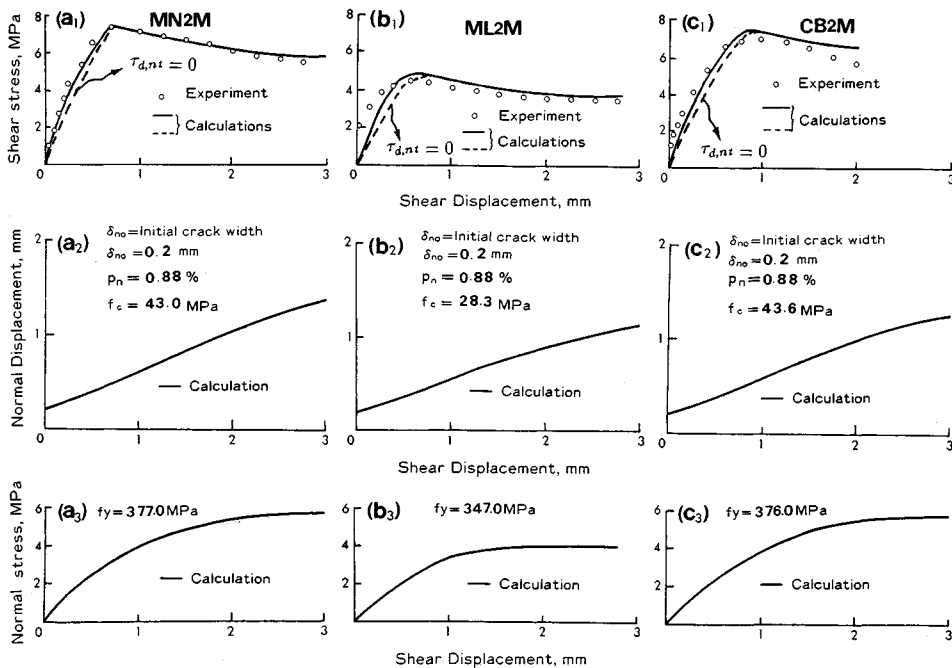 (a₁) MN2M
(b₁) ML2M
(c₁) CB2M
Shear stress, MPa
8
6
4
2
0
1
2
3
τd,nt = 0
Experiment
Calculations
8
6
4
2
0
1
2
3
Experiment
Calculations
τd,nt = 0
8
6
4
2
0
1
2
3
Experiment
Calculations
τd,nt = 0
Shear Displacement, mm
Normal Displacement, mm
(a₂)
2
1
0
1
2
3
δno=Initial crack width
δno=0.2 mm
pn=0.88 %
fc=43.0 MPa
Calculation
(b₂)
2
1
0
1
2
3
δno=Initial crack width
δno=0.2 mm
pn=0.88 %
fc=28.3 MPa
Calculation
(c₂)
2
1
0
1
2
3
δno=Initial crack width
δno=0.2 mm
pn=0.88 %
fc=43.6 MPa
Calculation
Shear Displacement, mm
Normal stress, MPa
(a₃) fy=377.0MPa
6
4
2
0
1
2
3
Calculation
(b₃) fy=347.0MPa
6
4
2
0
1
2
3
Calculation
(c₃) fy=376.0MPa
6
4
2
0
1
2
3
Calculation
Shear Displacement, mm